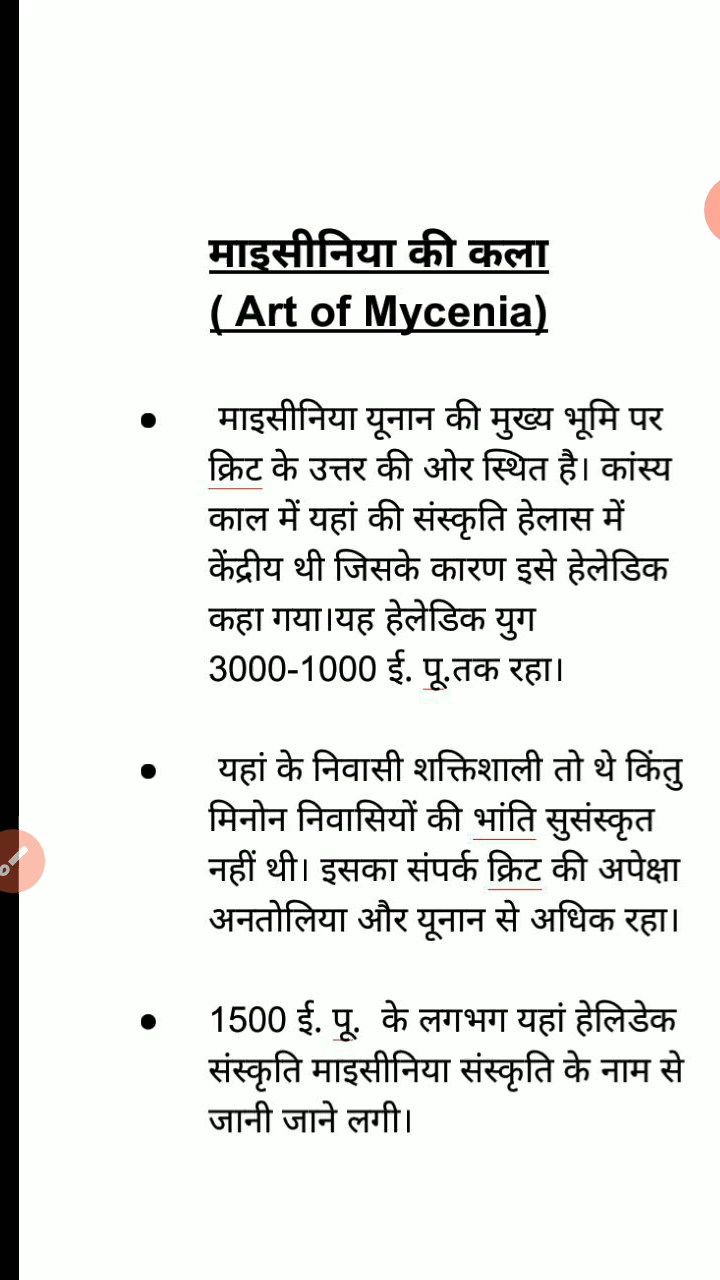 माइसीनिया की कला
( Art of Mycenia)
● माइसीनिया यूनान की मुख्य भूमि पर
क्रिट के उत्तर की ओर स्थित है। कांस्य
काल में यहां की संस्कृति हेलास में
केंद्रीय थी जिसके कारण इसे हेलेडिक
कहा गया।यह हेलेडिक युग
3000-1000 ई. पू.तक रहा।
● यहां के निवासी शक्तिशाली तो थे किंतु
मिनोन निवासियों की भांति सुसंस्कृत
नहीं थी। इसका संपर्क क्रिट की अपेक्षा
अनतोलिया और यूनान से अधिक रहा।
● 1500 ई. पू. के लगभग यहां हेलिडेक
संस्कृति माइसीनिया संस्कृति के नाम से
जानी जाने लगी।